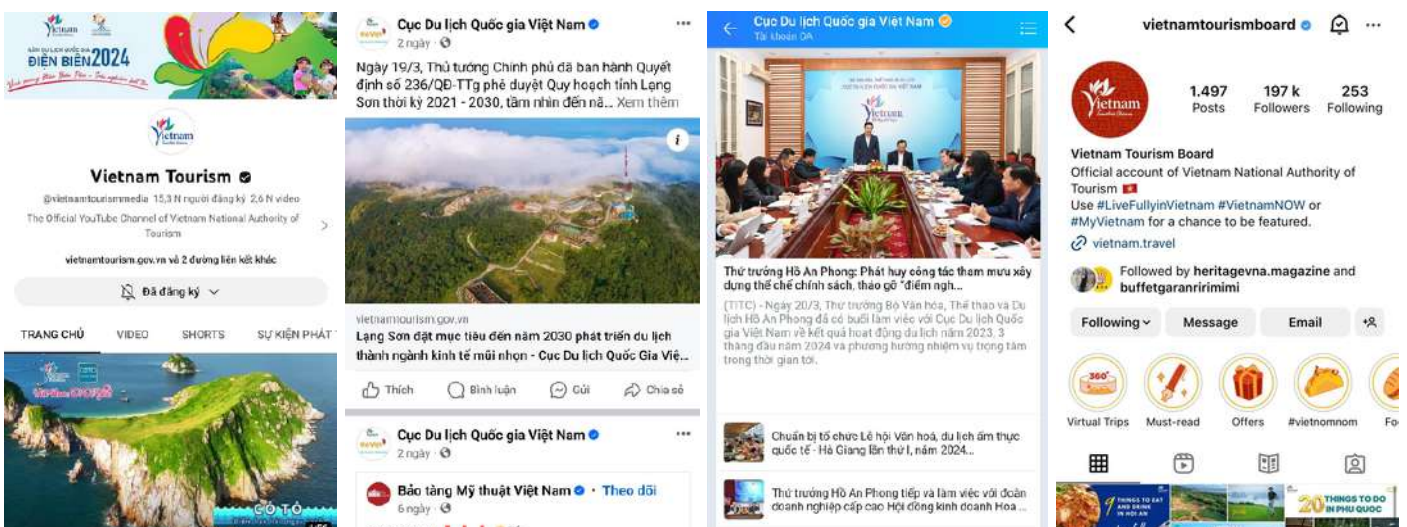 Vietnam
NĂM DU LỊCH QUỐC GIA
ĐIỆN BIÊN 2024
Vietnam
Vietnam Tourism
@vietnamtourismmedia 15,3 N người đăng ký 2,6 N video
The Official YouTube Channel of Vietnam National Authority of
Tourism
vietnamtourism.gov.vn và 2 đường liên kết khác
Đã đăng ký
TRANG CHỦ VIDEO SHORTS SỰ KIỆN PHÁT
CÔ TÔ
Cục Du lịch Quốc gia Việt Nam
2 ngày
Ngày 19/3, Thủ tướng Chính phủ đã ban hành Quyết
định số 236/QĐ-TTg phê duyệt Quy hoạch tỉnh Lạng
Sơn thời kỳ 2021 - 2030, tầm nhìn đến nă... Xem thêm
vietnamtourism.gov.vn
Lạng Sơn đặt mục tiêu đến năm 2030 phát triển du lịch
thành ngành kinh tế mũi nhọn - Cục Du lịch Quốc Gia Việ...
Thích Bình luận Gửi Chia sẻ
Cục Du lịch Quốc gia Việt Nam
2 ngày
Bảo tàng Mỹ thuật Việt Nam · Theo dõi
6 ngày
Cục Du lịch Quốc gia Việt Nam
Tài khoản OA
Vietnam
Thứ trưởng Hồ An Phong: Phát huy công tác tham mưu xây
dựng thể chế chính sách, tháo gỡ "điểm ngh...
(TITC) - Ngày 20/3, Thứ trưởng Bộ Văn hóa, Thể thao và Du
lịch Hồ An Phong đã có buổi làm việc với Cục Du lịch Quốc
gia Việt Nam về kết quả hoạt động du lịch năm 2023, 3
tháng đầu năm 2024 và phương hướng nhiệm vụ trọng tâm
trong thời gian tới.
Chuẩn bị tổ chức Lễ hội Văn hoá, du lịch ẩm thực
quốc tế - Hà Giang lần thứ I, năm 2024...
Thứ trưởng Hồ An Phong tiếp và làm việc với đoàn
doanh nghiệp cấp cao Hội đồng kinh doanh Hoa ...
vietnamtourismboard
Vietnam
1.497 197 k 253
Posts Followers Following
Vietnam Tourism Board
Official account of Vietnam National Authority of
Tourism
Use #LiveFullyinVietnam #VietnamNOW or
#MyVietnam for a chance to be featured.
vietnam.travel
Followed by heritagevna.magazine and
buffetgaranririmimi
Following Message Email
360°
Virtual Trips Must-read Offers #vietnomnom Fo
9 THINGS TO EAT
AND DRINK
IN HOI AN
20 THINGS TO DO
IN PHU QUOC